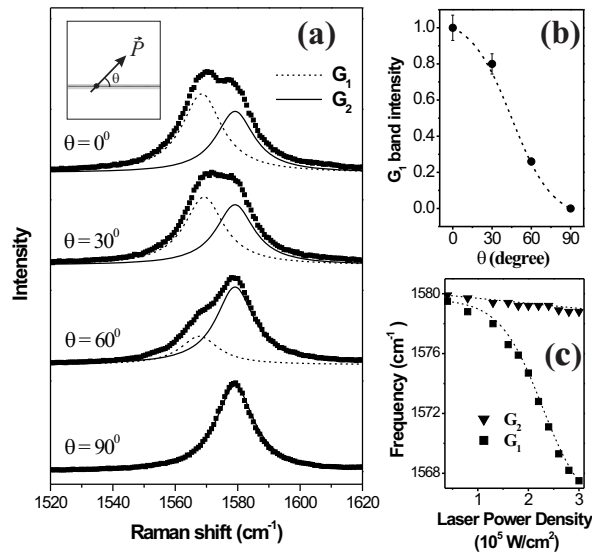 (a)
P
θ
G1
G2
θ = 0⁰
θ = 30⁰
θ = 60⁰
θ = 90⁰
Intensity
1520 1540 1560 1580 1600 1620
Raman shift (cm⁻¹)
(b)
G1 band intensity
1.0
0.8
0.6
0.4
0.2
0.0
0 30 60 90
θ (degree)
(c)
Frequency (cm⁻¹)
1580
1576
1572
1568
G2
G1
1 2 3
Laser Power Density
(10⁵ W/cm²)